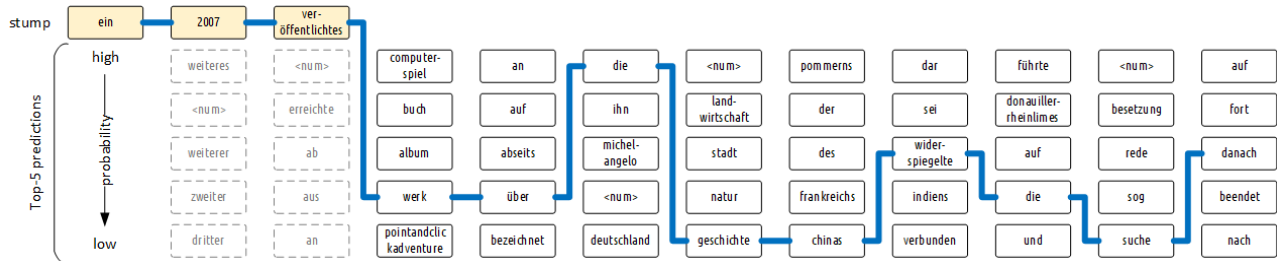 stump ein 2007 ver-
öffentlichtes
high weiteres <num> computer-
spiel an die <num> pommerns dar führte <num> auf
<num> erreichte buch auf ihn land-
wirtschaft der sei donauiller-
rheinlimes besetzung fort
weiterer ab album abseits michel-
angelo stadt des wider-
spiegelte auf rede danach
zweiter aus werk über <num> natur frankreichs indiens die sog beendet
low dritter an pointandclic
kadventure bezeichnet deutschland geschichte chinas verbunden und suche nach
Top-5 predictions
probability